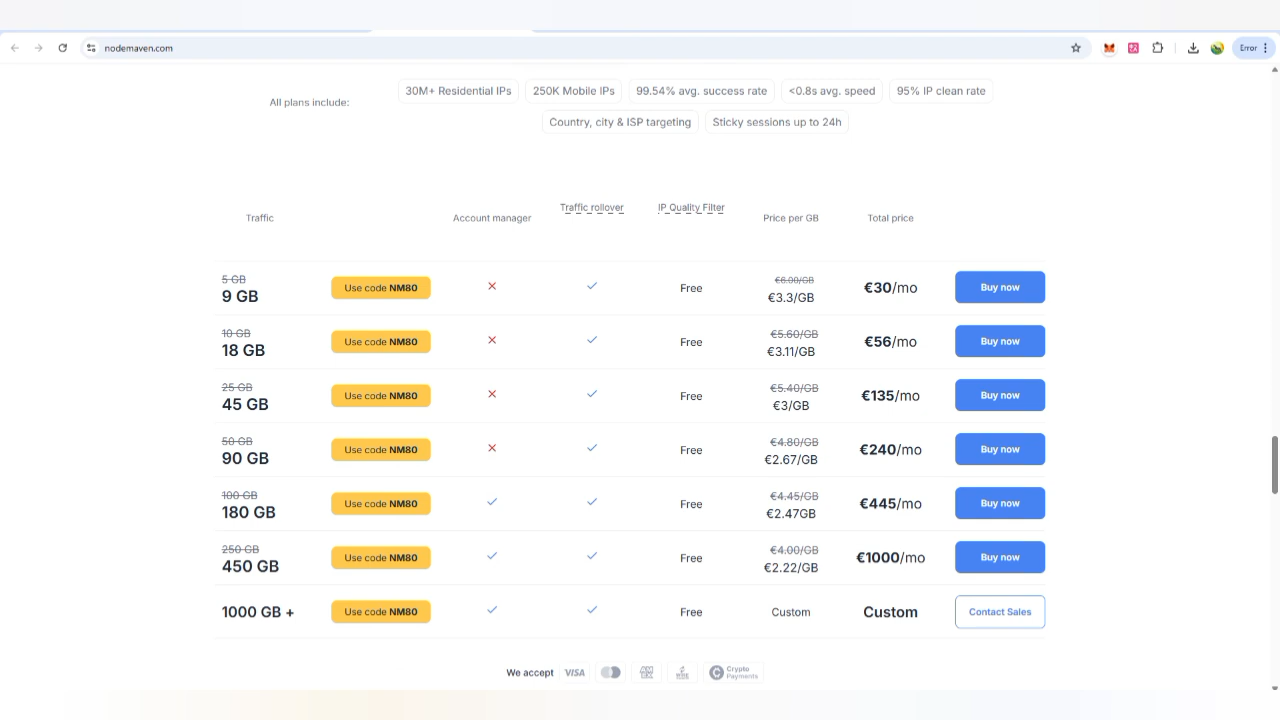 nodemaven.com
Error
All plans include:
30M+ Residential IPs
250K Mobile IPs
99.54% avg. success rate
<0.8s avg. speed
95% IP clean rate
Country, city & ISP targeting
Sticky sessions up to 24h
Traffic
Account manager
Traffic rollover
IP Quality Filter
Price per GB
Total price
5 GB
9 GB
Use code NM80
Free
€6.00/GB
€3.3/GB
€30/mo
Buy now
10 GB
18 GB
Use code NM80
Free
€5.60/GB
€3.11/GB
€56/mo
Buy now
25 GB
45 GB
Use code NM80
Free
€5.40/GB
€3/GB
€135/mo
Buy now
50 GB
90 GB
Use code NM80
Free
€4.80/GB
€2.67/GB
€240/mo
Buy now
100 GB
180 GB
Use code NM80
Free
€4.45/GB
€2.47GB
€445/mo
Buy now
250 GB
450 GB
Use code NM80
Free
€4.00/GB
€2.22/GB
€1000/mo
Buy now
1000 GB +
Use code NM80
Free
Custom
Custom
Contact Sales
We accept
VISA
Crypto
Payments